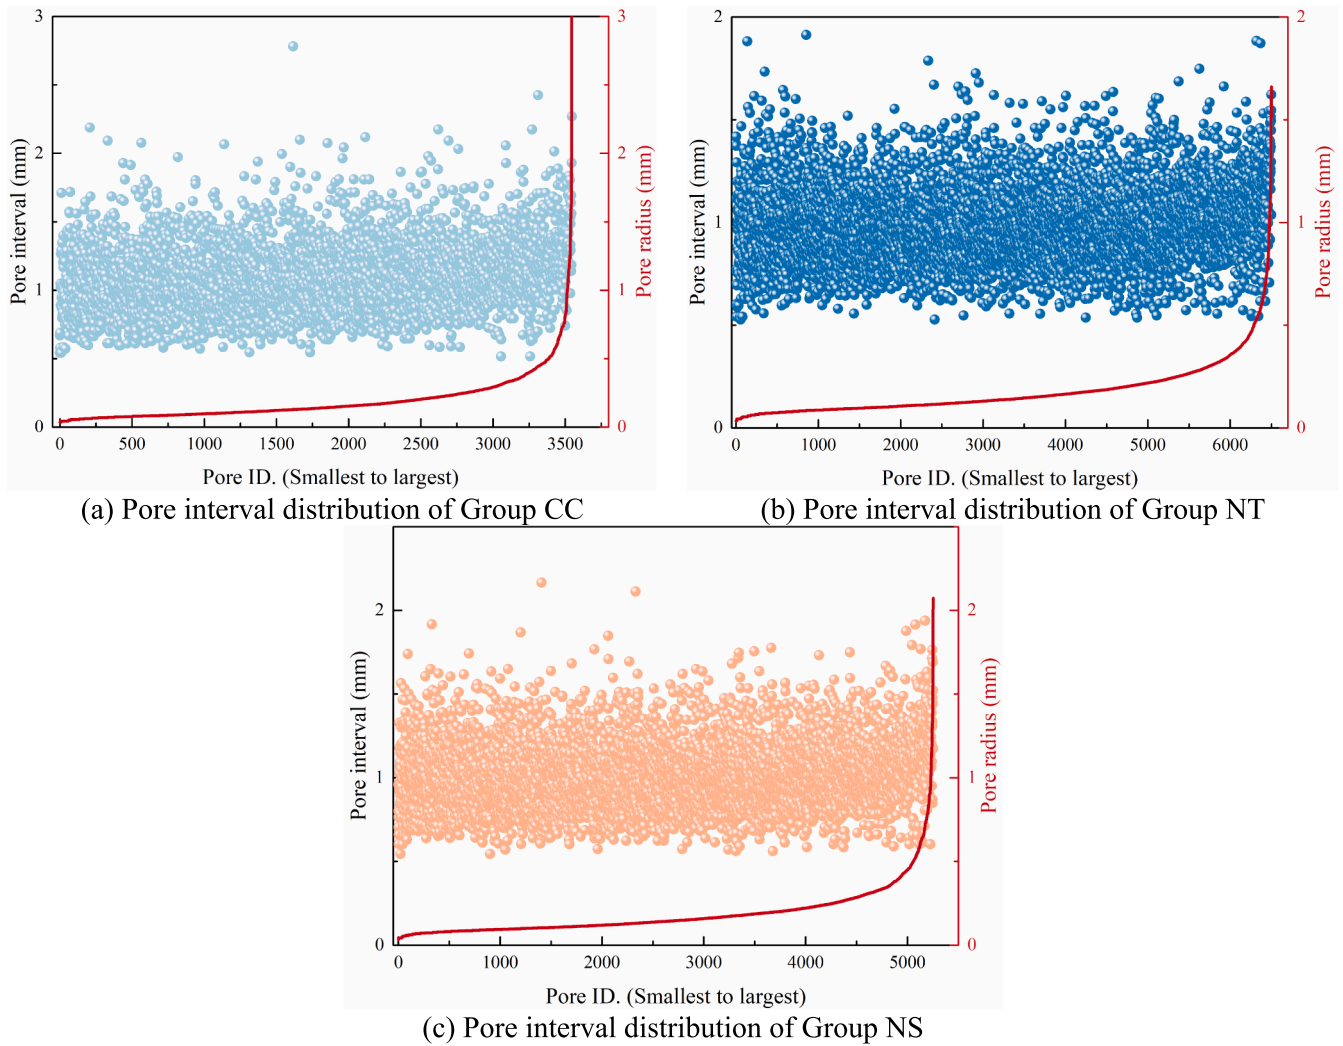 3
2
1
0
Pore interval (mm)
0 500 1000 1500 2000 2500 3000 3500
Pore ID. (Smallest to largest)
3
2
1
0
Pore radius (mm)
(a) Pore interval distribution of Group CC
2
1
0
Pore interval (mm)
0 1000 2000 3000 4000 5000 6000
Pore ID. (Smallest to largest)
2
1
0
Pore radius (mm)
(b) Pore interval distribution of Group NT
2
1
0
Pore interval (mm)
0 1000 2000 3000 4000 5000
Pore ID. (Smallest to largest)
2
1
0
Pore radius (mm)
(c) Pore interval distribution of Group NS